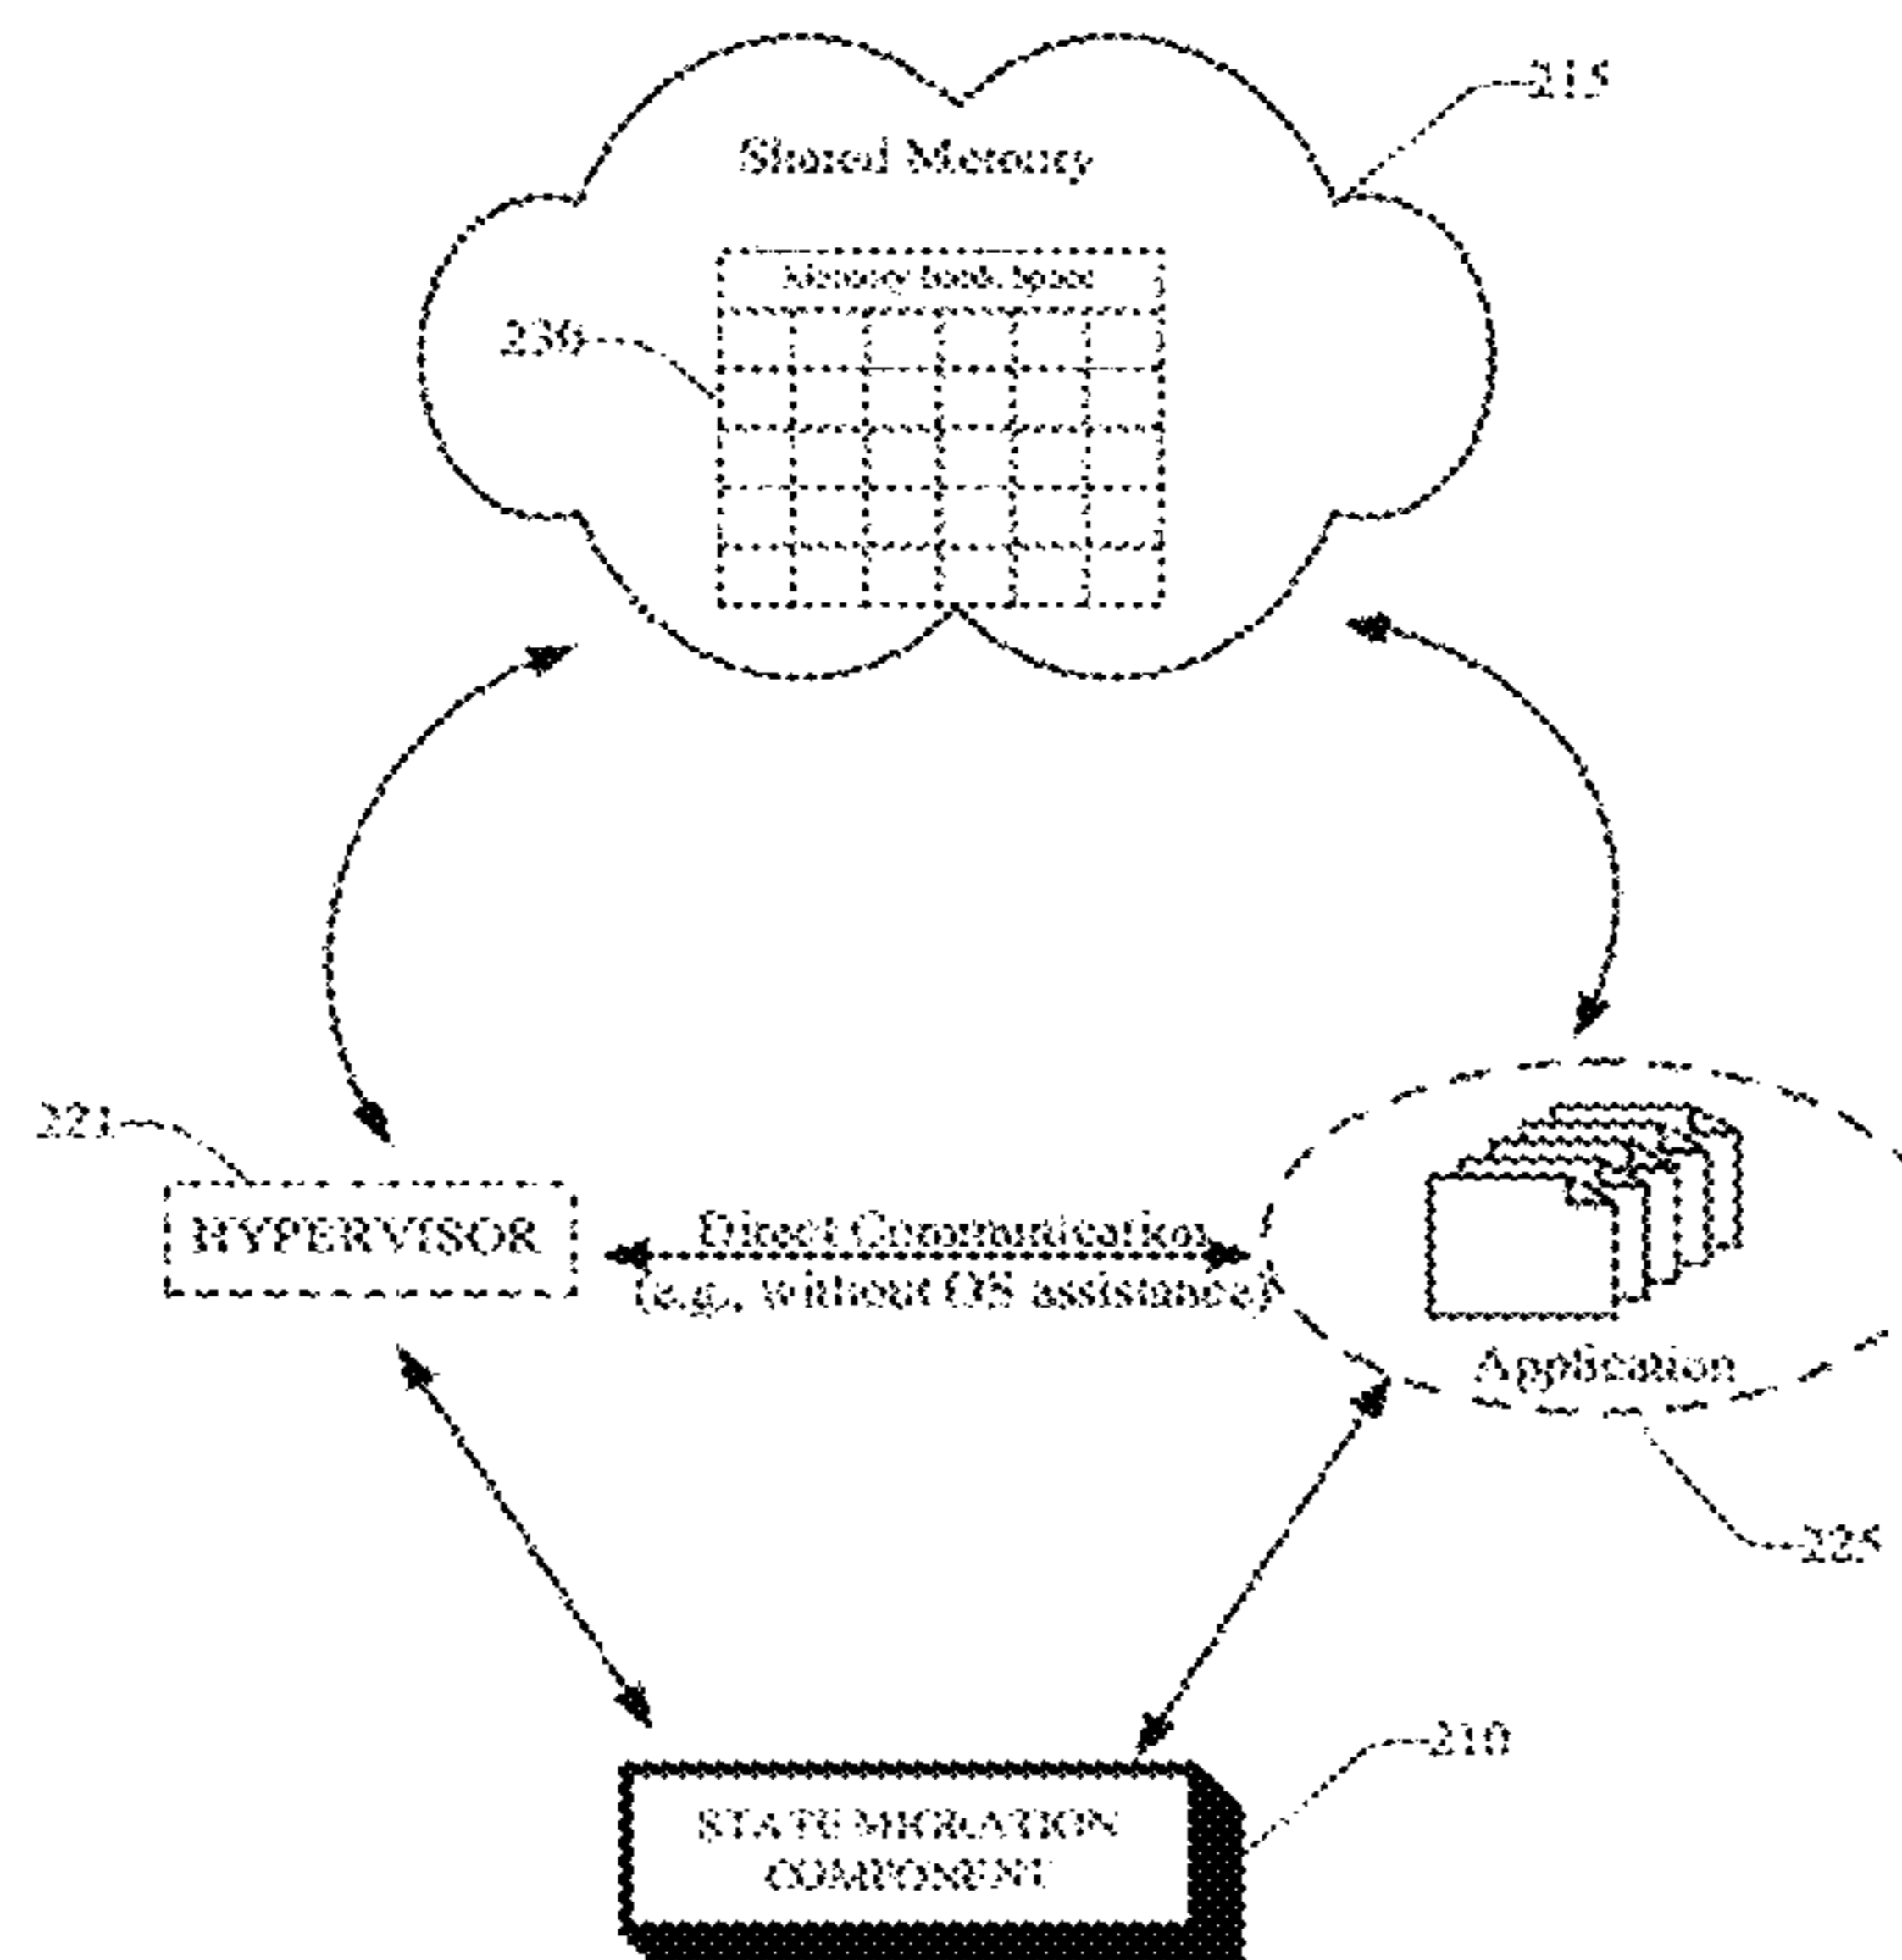 215
Shared Memory
Memory bank Space
230
221
HYPERVISOR
Direct Communication
(e.g., without OS assistance)
Application
225
210
STATE MIGRATION
COMPONENT